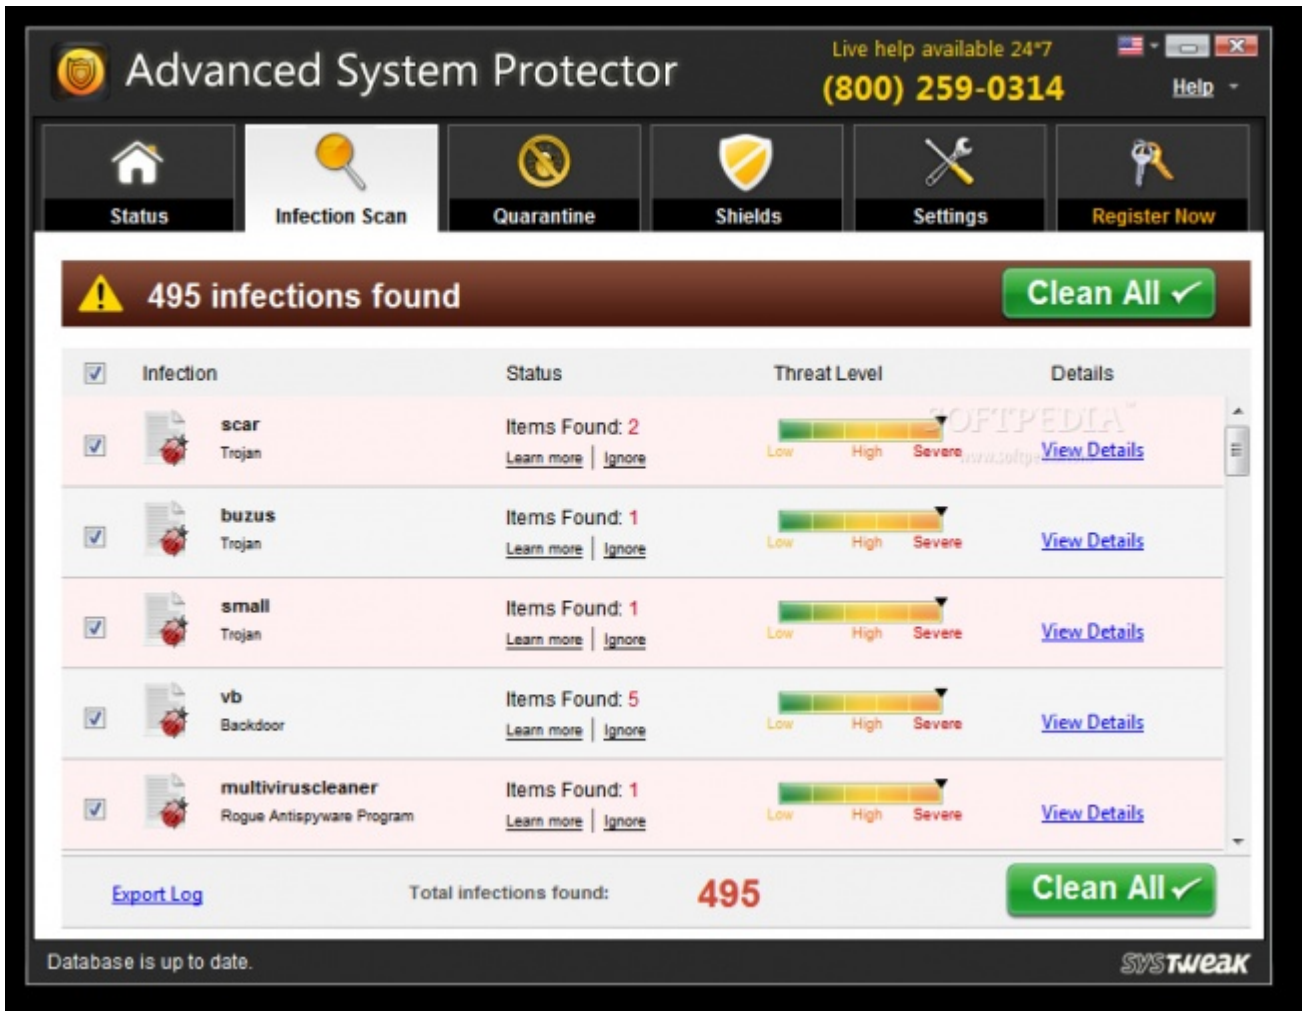 Advanced System Protector
Live help available 24*7
(800) 259-0314
Help
Status
Infection Scan
Quarantine
Shields
Settings
Register Now
495 infections found
Clean All
Infection Status Threat Level Details
scar
Trojan
Items Found: 2
Learn more | Ignore
Low High Severe
View Details
SOFTPEDIA
buzus
Trojan
Items Found: 1
Learn more | Ignore
Low High Severe
View Details
small
Trojan
Items Found: 1
Learn more | Ignore
Low High Severe
View Details
vb
Backdoor
Items Found: 5
Learn more | Ignore
Low High Severe
View Details
multiviruscleaner
Rogue Antispyware Program
Items Found: 1
Learn more | Ignore
Low High Severe
View Details
Export Log
Total infections found: 495
Clean All
Database is up to date.
SYSTweak